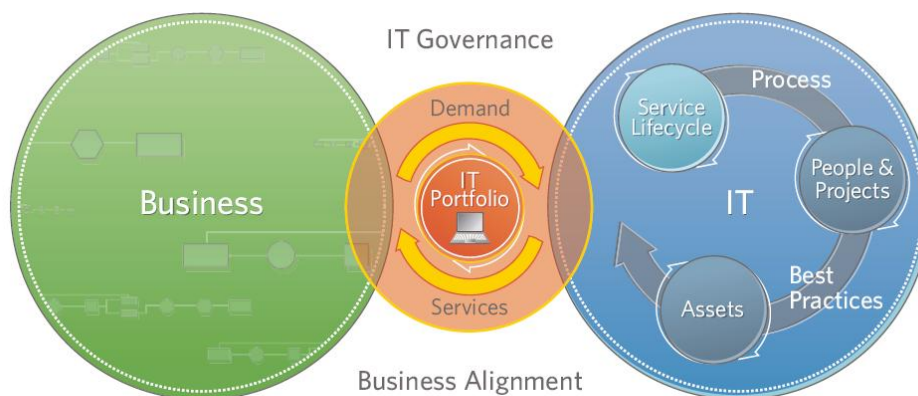 IT Governance
Business
Demand
IT
Portfolio
Services
Business Alignment
Service
Lifecycle
Process
People &
Projects
IT
Best
Practices
Assets